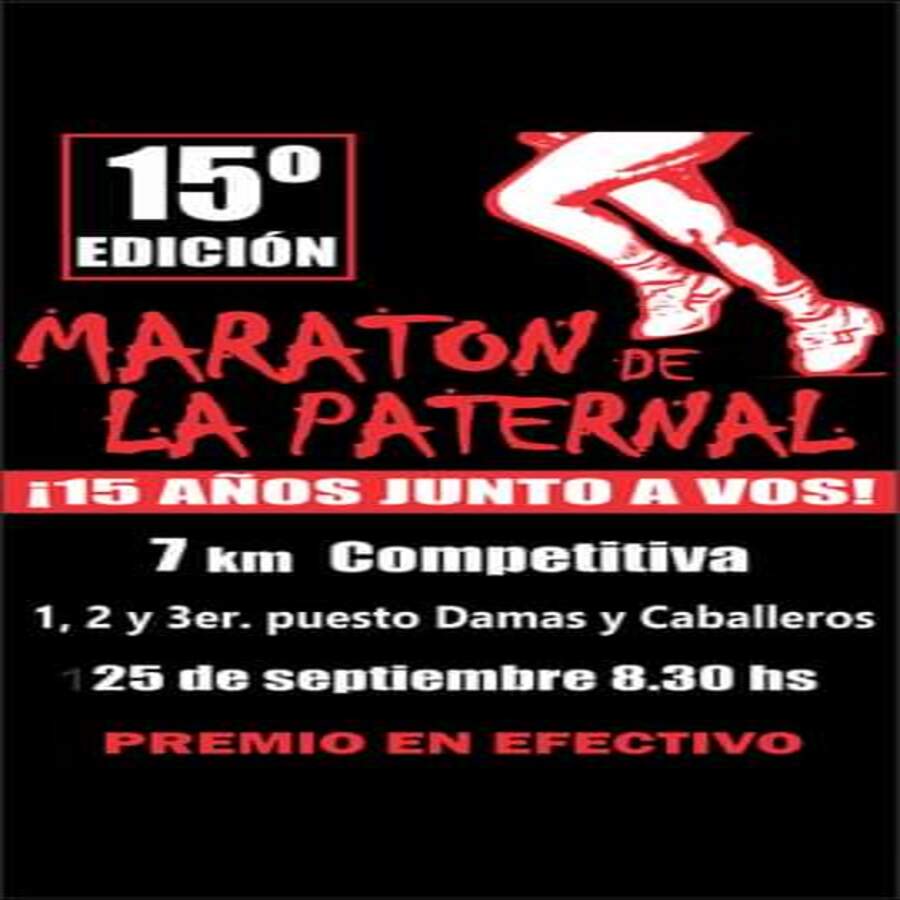 15º
EDICIÓN
MARATON DE
LA PATERNAL
¡15 AÑOS JUNTO A VOS!
7 km Competitiva
1, 2 y 3er. puesto Damas y Caballeros
25 de septiembre 8.30 hs
PREMIO EN EFECTIVO